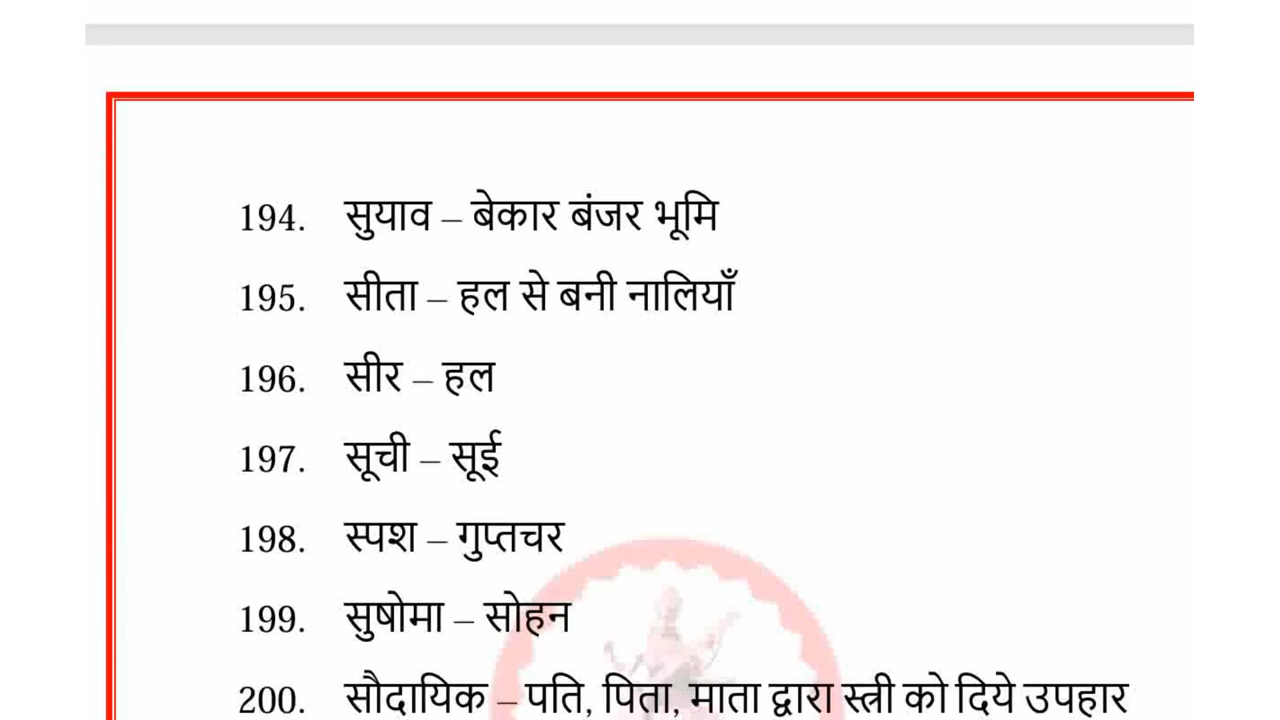 194. सुयाव – बेकार बंजर भूमि
195. सीता – हल से बनी नालियाँ
196. सीर – हल
197. सूची – सूई
198. स्पश – गुप्तचर
199. सुषोमा – सोहन
200. सौदायिक – पति, पिता, माता द्वारा स्त्री को दिये उपहार